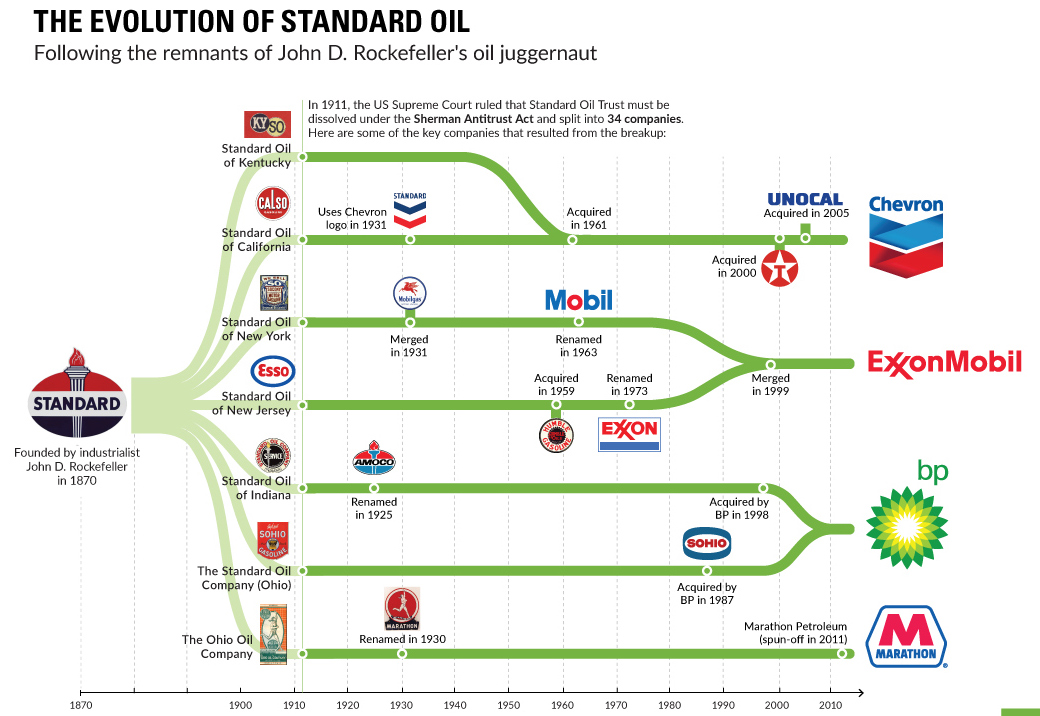 THE EVOLUTION OF STANDARD OIL
Following the remnants of John D. Rockefeller's oil juggernaut
In 1911, the US Supreme Court ruled that Standard Oil Trust must be
dissolved under the Sherman Antitrust Act and split into 34 companies.
Here are some of the key companies that resulted from the breakup:
KYSO
Standard Oil
of Kentucky
CALSO
GASOLINE
Standard Oil
of California
Uses Chevron
logo in 1931
STANDARD
Acquired
in 1961
UNOCAL
Acquired in 2005
Acquired
in 2000
T
Chevron
SO
Standard Oil
of New York
Mobilgas
Merged
in 1931
Mobil
Renamed
in 1963
Merged
in 1999
ExxonMobil
Esso
Standard Oil
of New Jersey
Acquired
in 1959
HUMBLE
GASOLINE
Renamed
in 1973
EXXON
STANDARD
Founded by industrialist
John D. Rockefeller
in 1870
SERVICE
Standard Oil
of Indiana
AMOCO
Renamed
in 1925
Acquired by
BP in 1998
bp
SOHIO
GASOLINE
The Standard Oil
Company (Ohio)
SOHIO
Acquired by
BP in 1987
The Ohio Oil
Company
MARATHON
Renamed in 1930
Marathon Petroleum
(spun-off in 2011)
M
MARATHON
1870 1900 1910 1920 1930 1940 1950 1960 1970 1980 1990 2000 2010